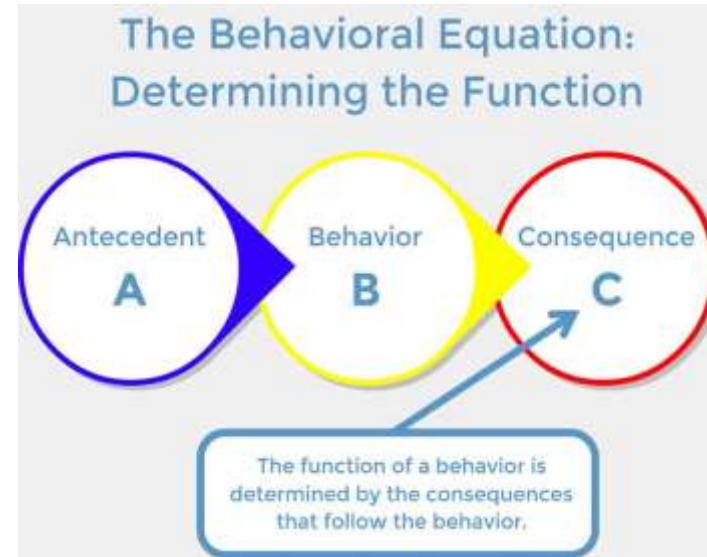 The Behavioral Equation:
Determining the Function
Antecedent
A
Behavior
B
Consequence
C
The function of a behavior is
determined by the consequences
that follow the behavior.